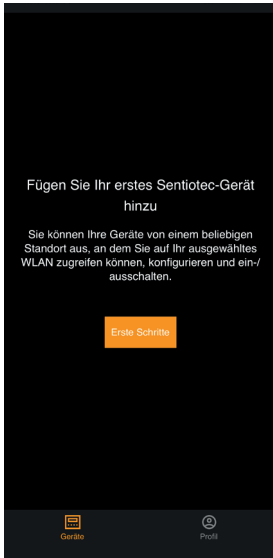 Fügen Sie Ihr erstes Sentiotec-Gerät
hinzu
Sie können Ihre Geräte von einem beliebigen
Standort aus, an dem Sie auf Ihr ausgewähltes
WLAN zugreifen können, konfigurieren und ein-/
ausschalten.
Erste Schritte
Geräte
Profil